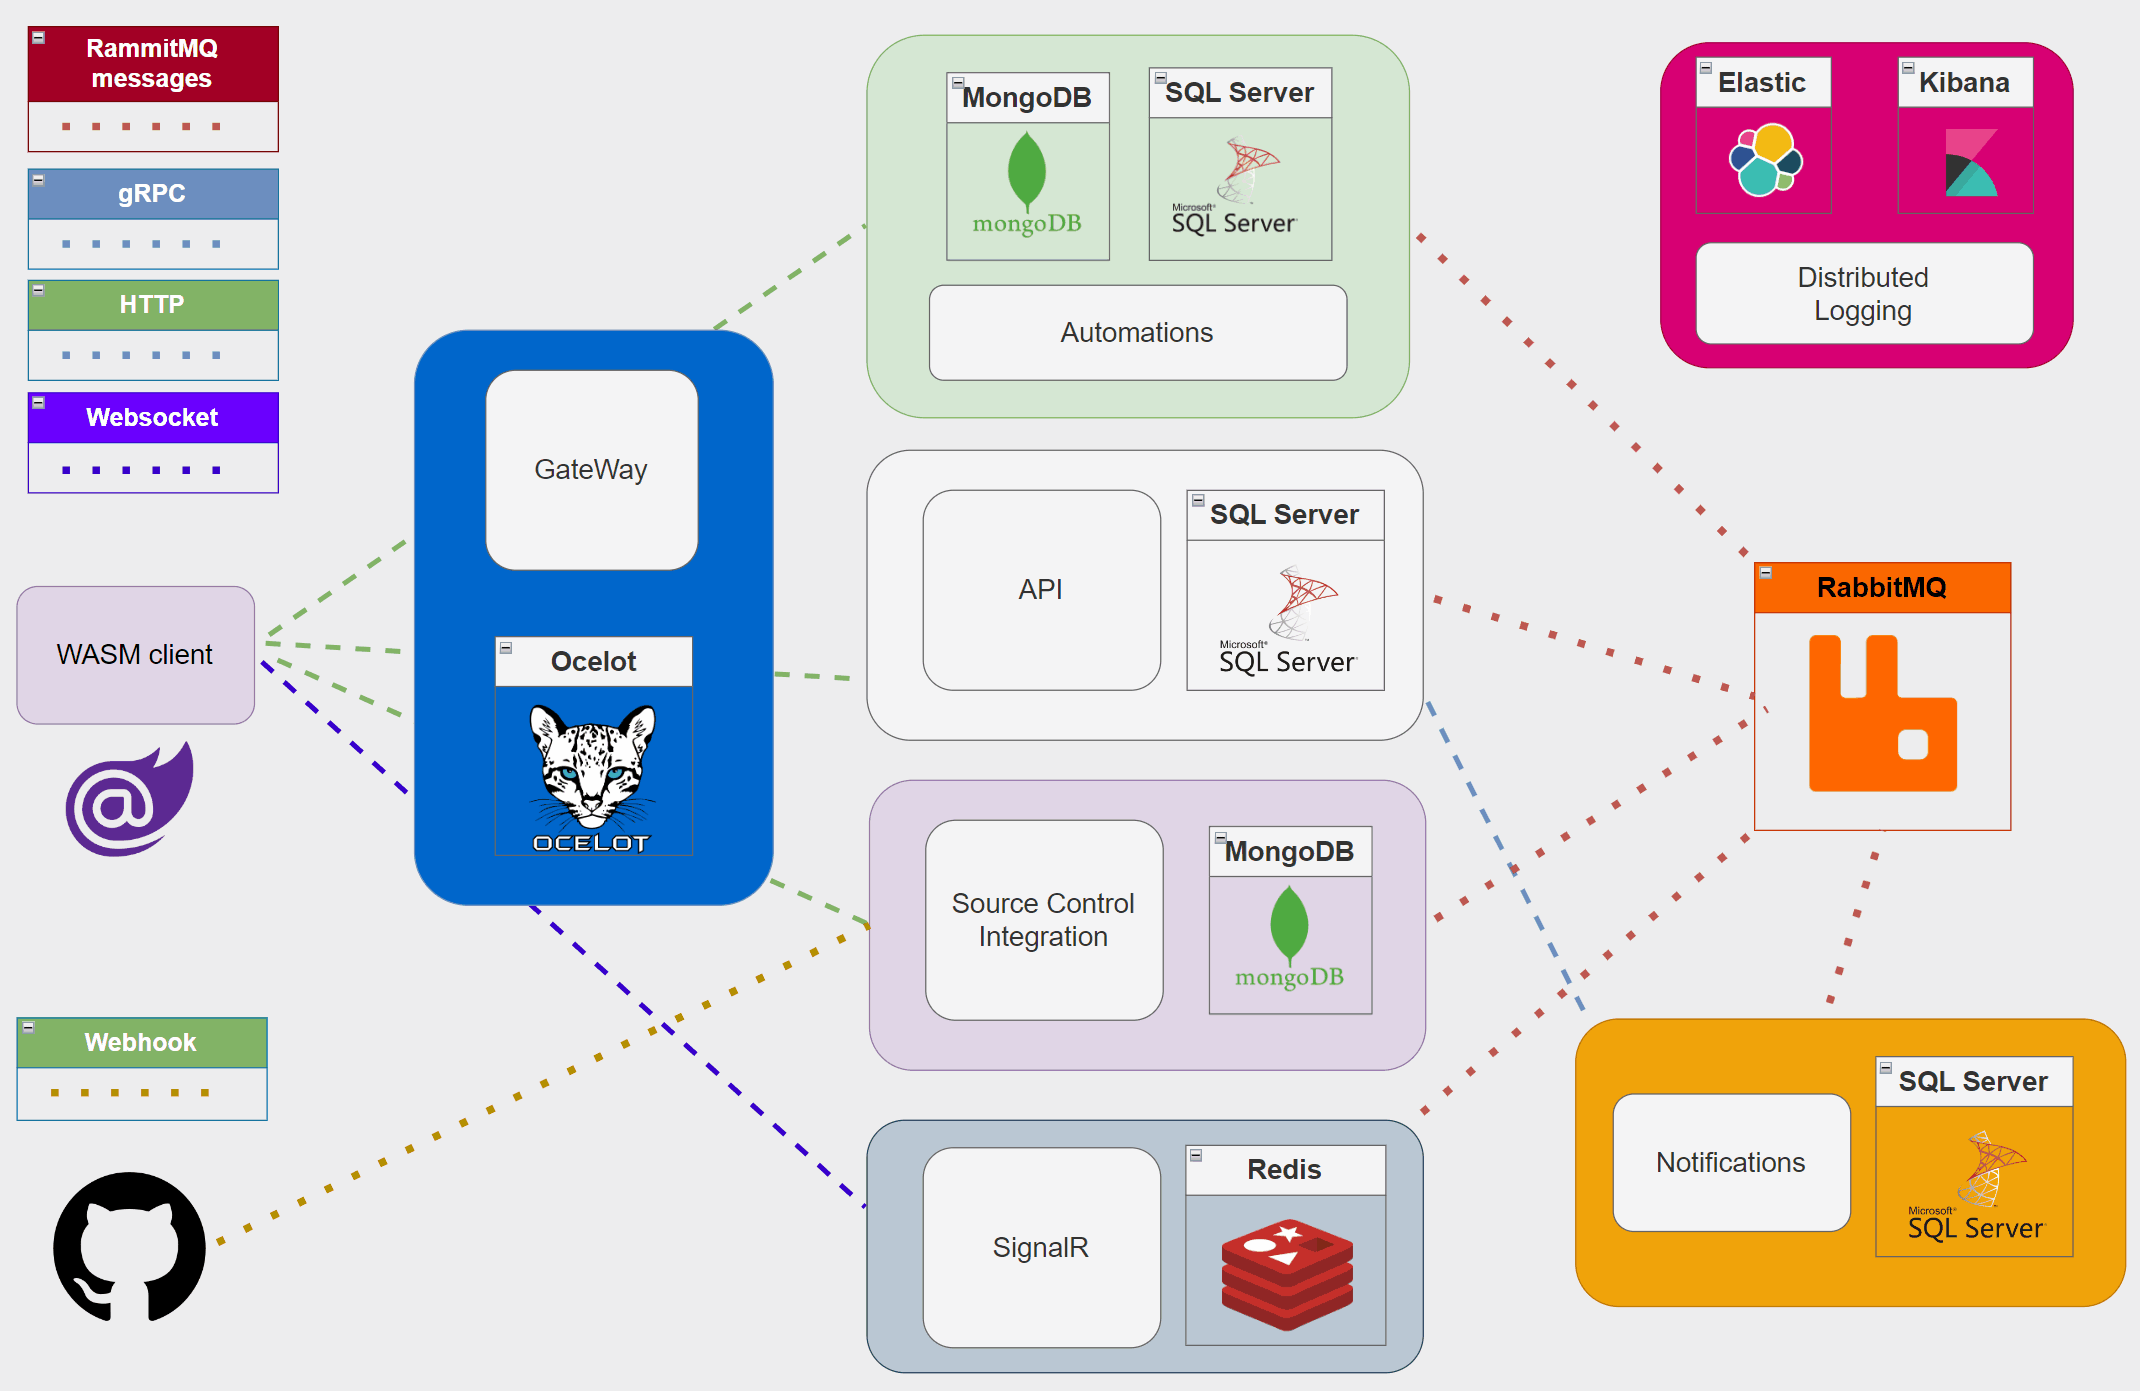 RammitMQ
messages
gRPC
HTTP
Websocket
WASM client
Webhook
GateWay
Ocelot
OCELOT
MongoDB
mongoDB
SQL Server
Microsoft®
SQL Server
Automations
API
SQL Server
Microsoft®
SQL Server
Source Control
Integration
MongoDB
mongoDB
SignalR
Redis
Elastic
Kibana
Distributed
Logging
RabbitMQ
Notifications
SQL Server
Microsoft®
SQL Server